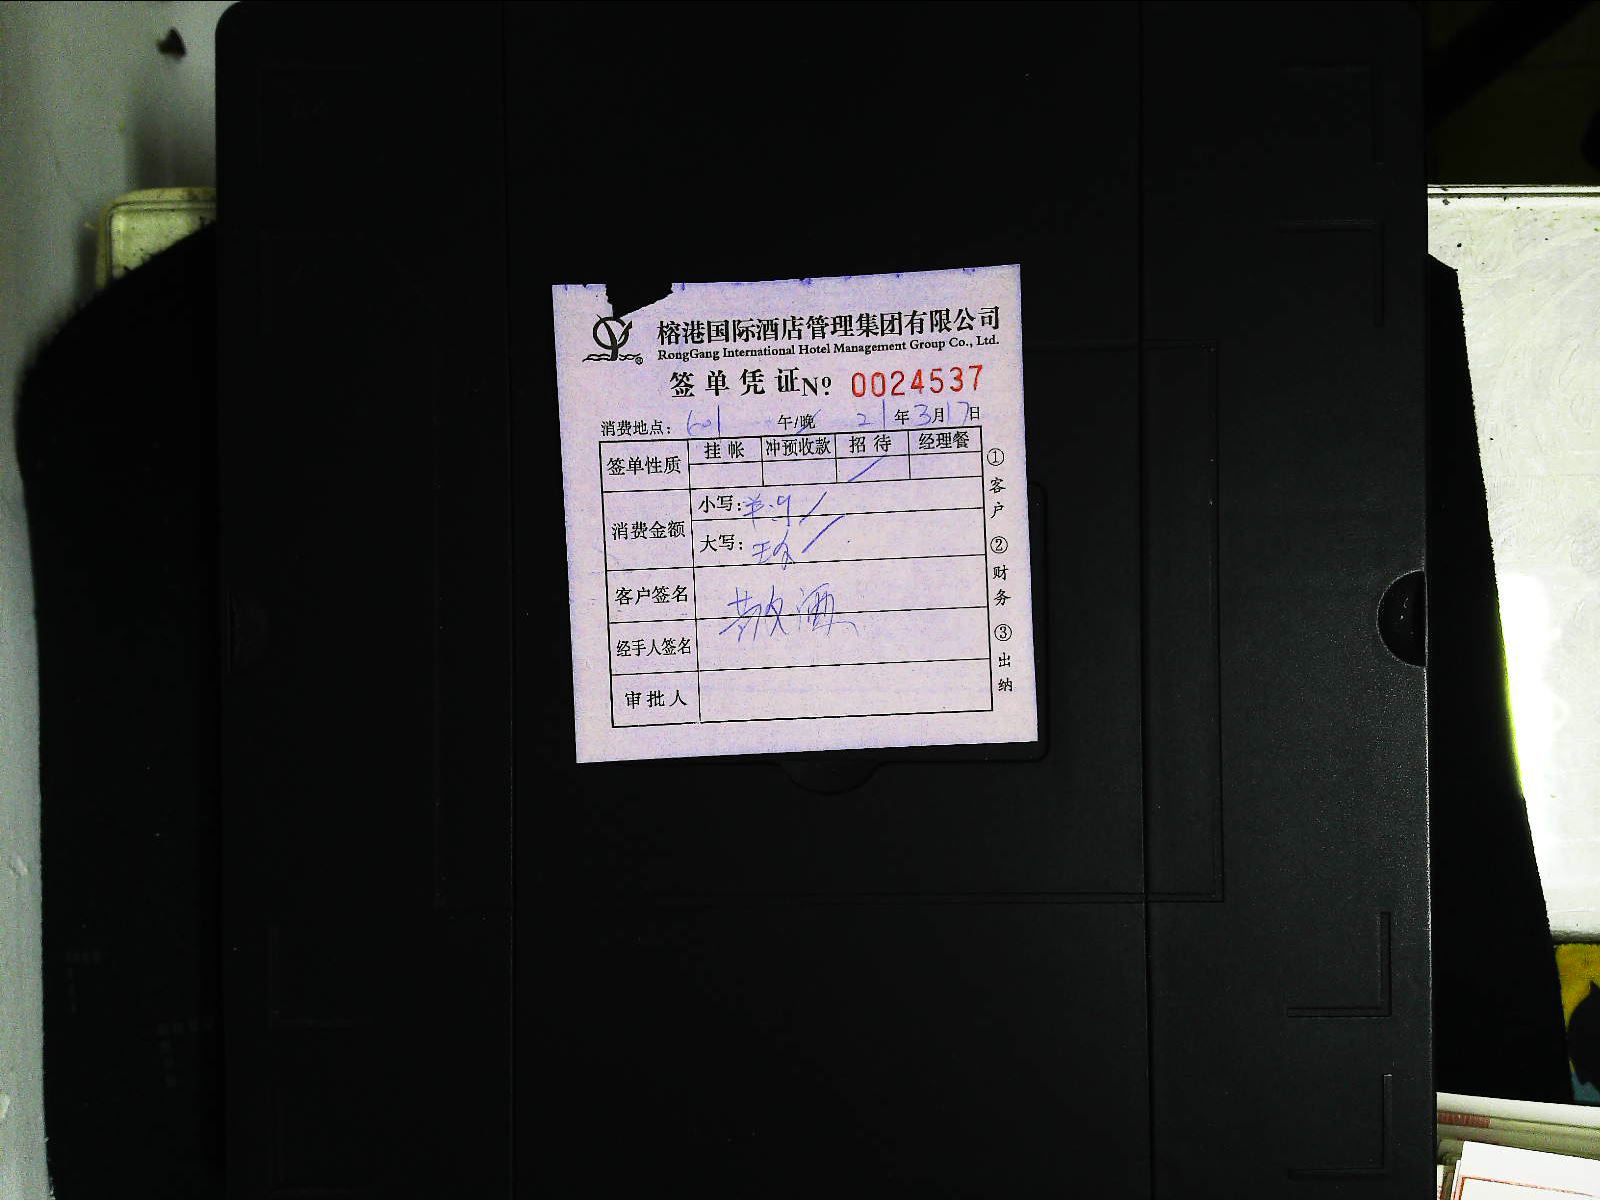 榕港国际酒店管理集团有限公司
RongGang International Hotel Management Group Co., Ltd.
签单凭证 Nº: 0024537
消费地点: 601 午/晚 21年3月17日
签单性质 挂帐 冲预收款 招待 经理餐
消费金额
小写:
大写:
客户签名
敬酒
经手人签名
审批人
①客户 ②财务 ③出纳